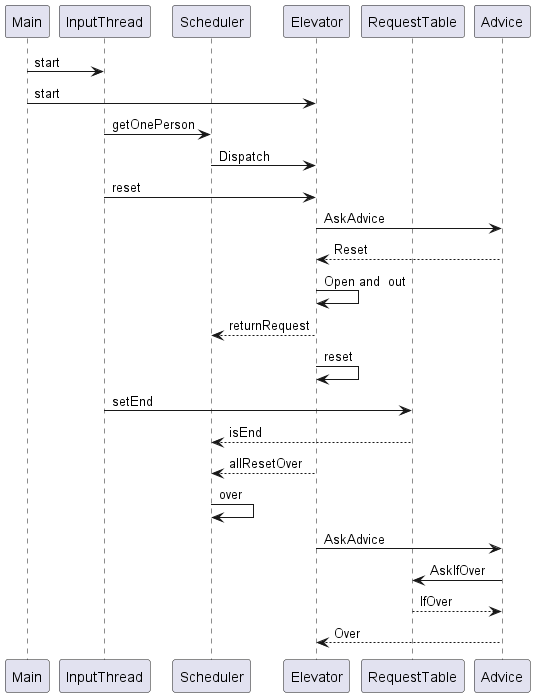 Main InputThread Scheduler Elevator RequestTable Advice
start
start
getOnePerson
Dispatch
reset
AskAdvice
Reset
Open and  out
returnRequest
reset
setEnd
isEnd
allResetOver
over
AskAdvice
AskIfOver
IfOver
Over
Main InputThread Scheduler Elevator RequestTable Advice